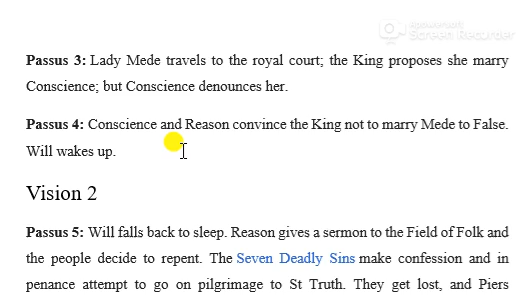 Apowersoft
Screen Recorder
Passus 3: Lady Mede travels to the royal court; the King proposes she marry
Conscience; but Conscience denounces her.
Passus 4: Conscience and Reason convince the King not to marry Mede to False.
Will wakes up.
Vision 2
Passus 5: Will falls back to sleep. Reason gives a sermon to the Field of Folk and
the people decide to repent. The Seven Deadly Sins make confession and in
penance attempt to go on pilgrimage to St Truth. They get lost, and Piers